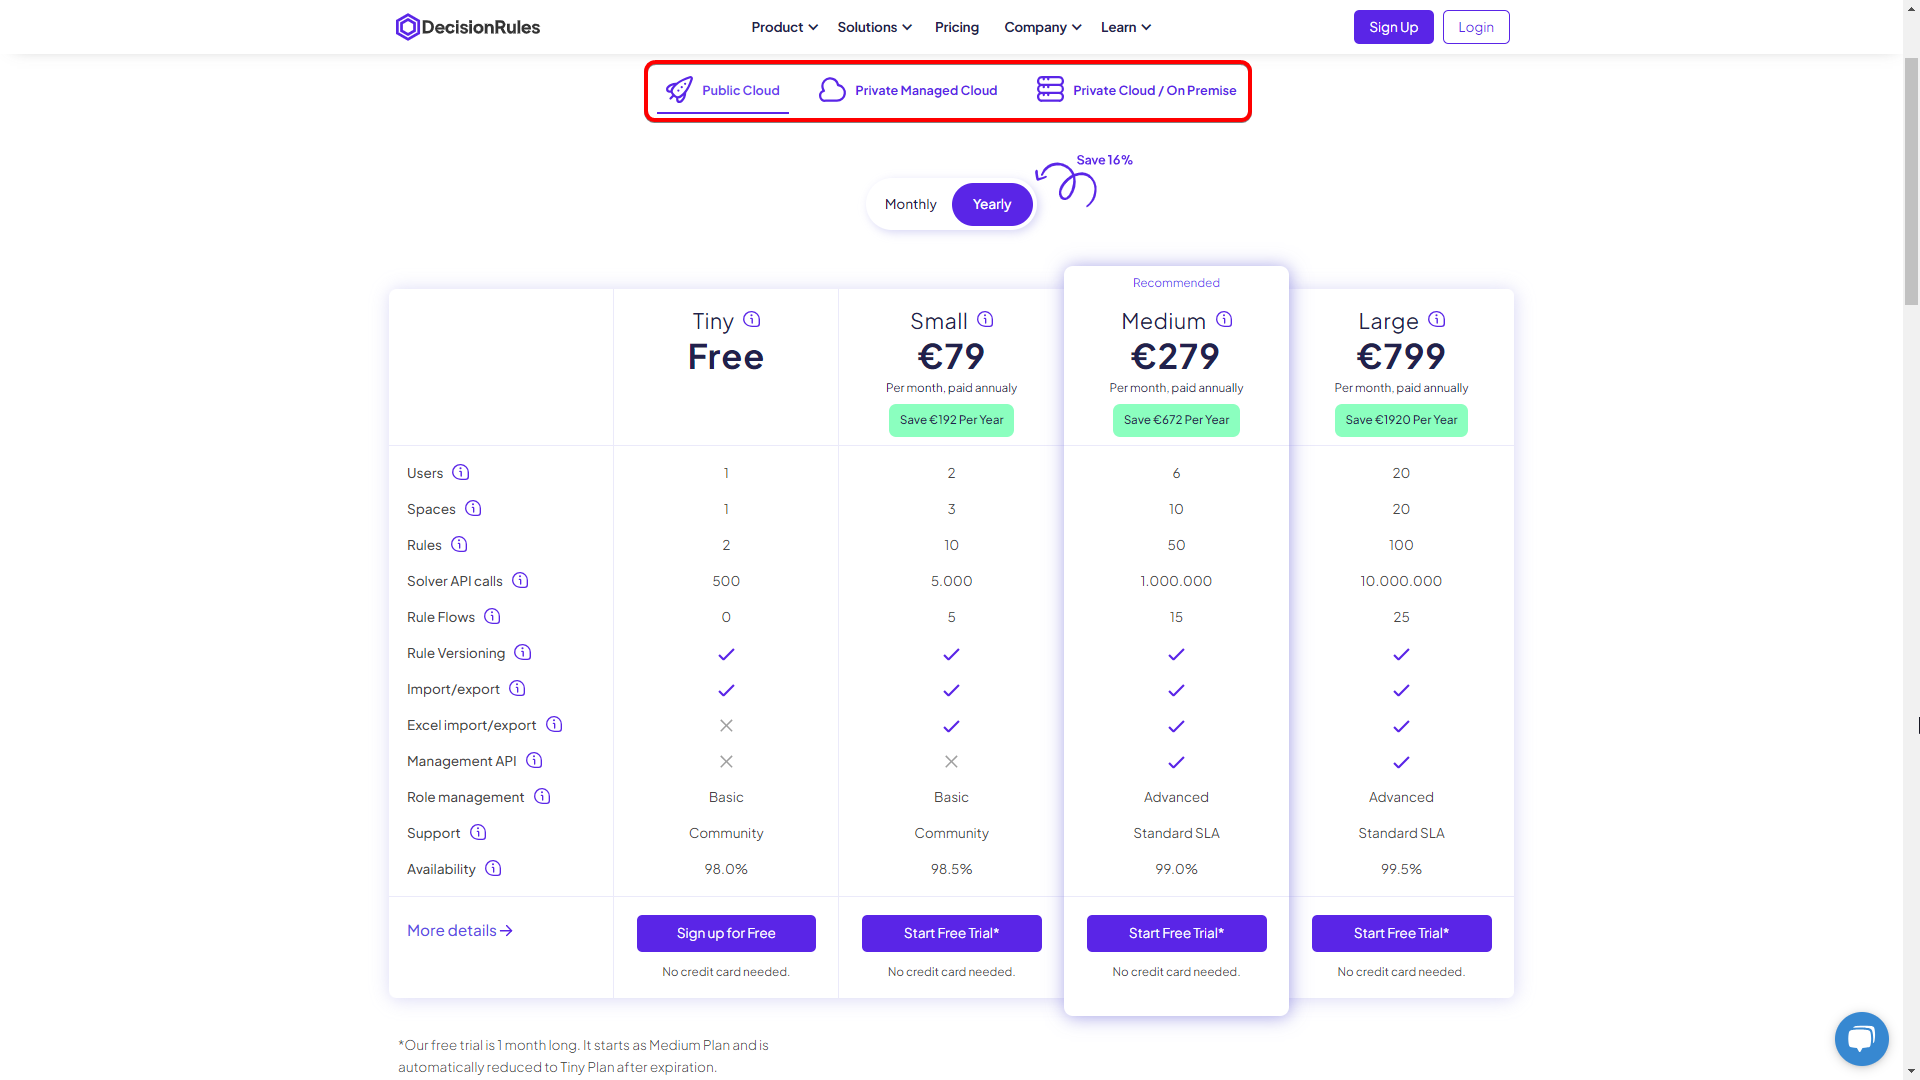 DecisionRules
Product Solutions Pricing Company Learn
Sign Up Login
Public Cloud Private Managed Cloud Private Cloud / On Premise
Save 16%
Monthly Yearly
Recommended
Tiny Small Medium Large
Free €79 €279 €799
Per month, paid annualy Per month, paid annually Per month, paid annually
Save €192 Per Year Save €672 Per Year Save €1920 Per Year
Users 1 2 6 20
Spaces 1 3 10 20
Rules 2 10 50 100
Solver API calls 500 5.000 1.000.000 10.000.000
Rule Flows 0 5 15 25
Rule Versioning
Import/export
Excel import/export
Management API
Role management Basic Basic Advanced Advanced
Support Community Community Standard SLA Standard SLA
Availability 98.0% 98.5% 99.0% 99.5%
More details→ Sign up for Free Start Free Trial* Start Free Trial* Start Free Trial*
No credit card needed. No credit card needed. No credit card needed. No credit card needed.
*Our free trial is 1 month long. It starts as Medium Plan and is
automatically reduced to Tiny Plan after expiration.